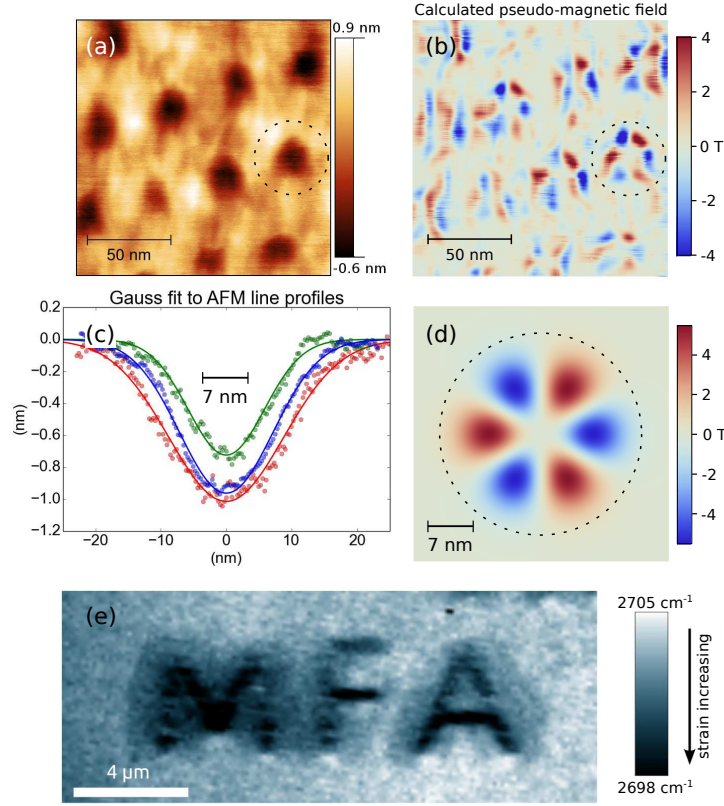 (a)
0.9 nm
50 nm
-0.6 nm
Calculated pseudo-magnetic field
(b)
50 nm
4
2
0 T
-2
-4
Gauss fit to AFM line profiles
(c)
0.2
0.0
-0.2
-0.4
-0.6
-0.8
-1.0
-1.2
(nm)
7 nm
-20 -10 0 10 20
(nm)
(d)
7 nm
4
2
0 T
-2
-4
(e)
MFA
4 μm
2705 cm⁻¹
strain increasing
2698 cm⁻¹